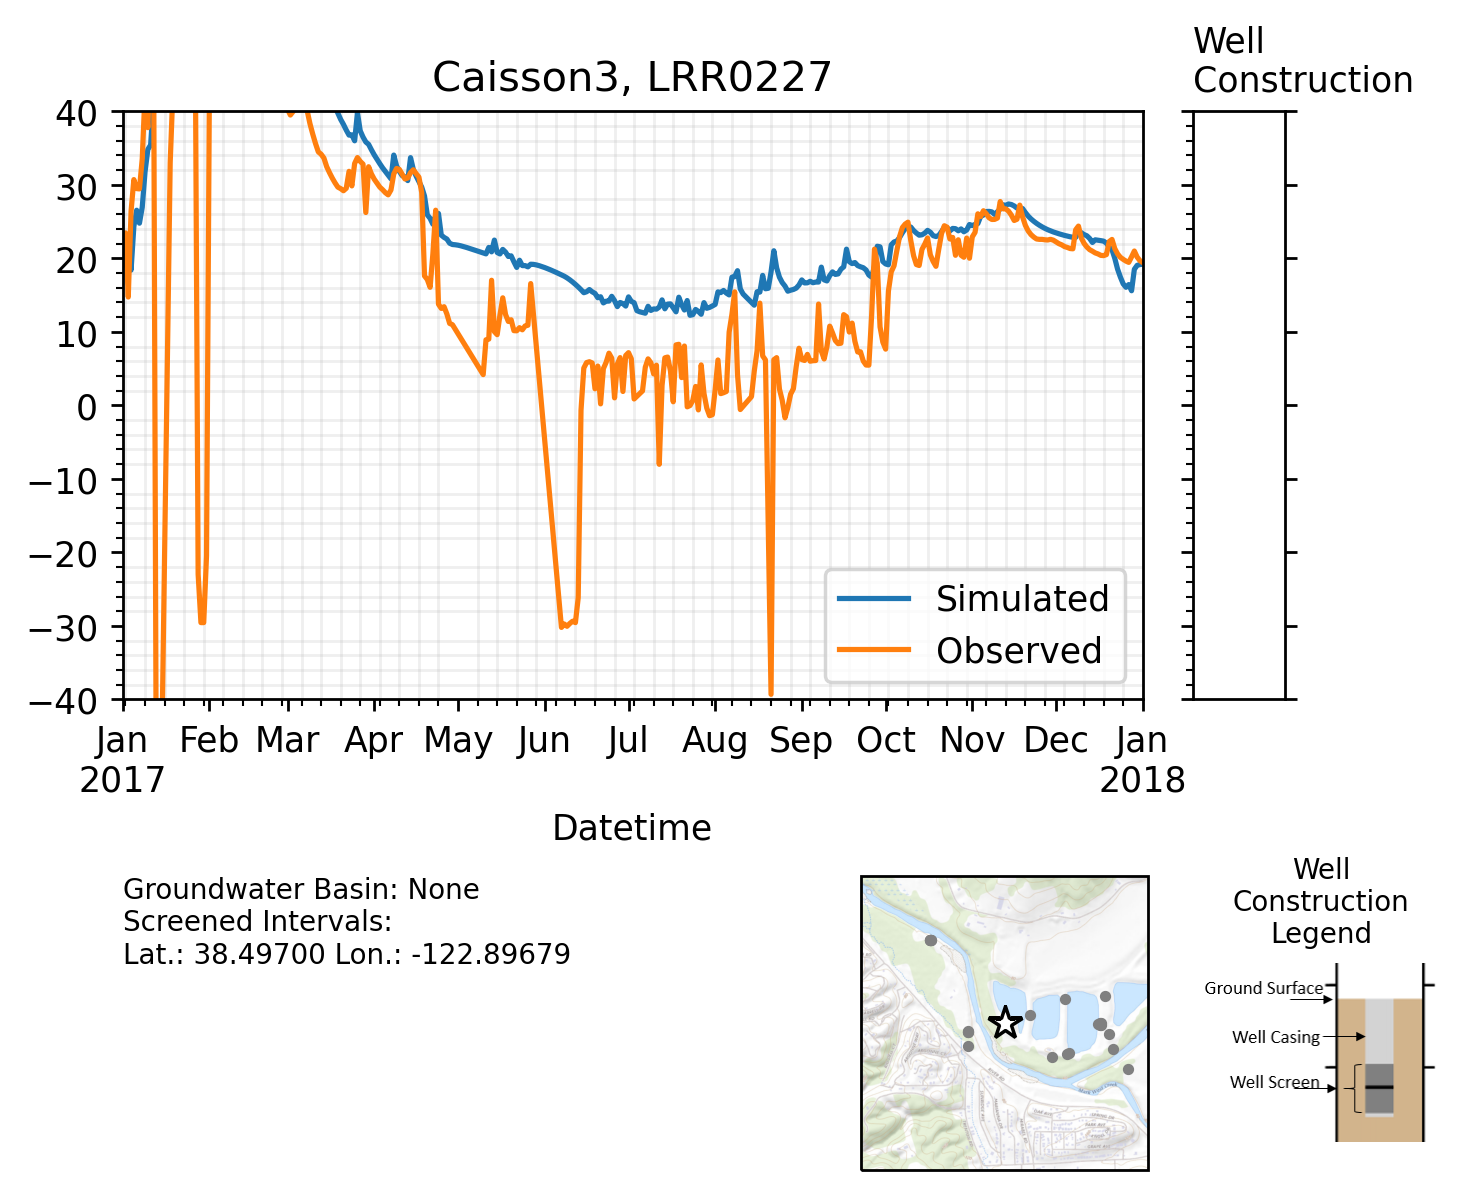 Well
Construction
Caisson3, LRR0227
40
30
20
10
0
−10
−20
−30
−40
Simulated
Observed
Jan Feb Mar Apr May Jun Jul Aug Sep Oct Nov Dec Jan
2017 2018
Datetime
Groundwater Basin: None
Screened Intervals:
Lat.: 38.49700 Lon.: -122.89679
Well
Construction
Legend
Ground Surface
Well Casing
Well Screen